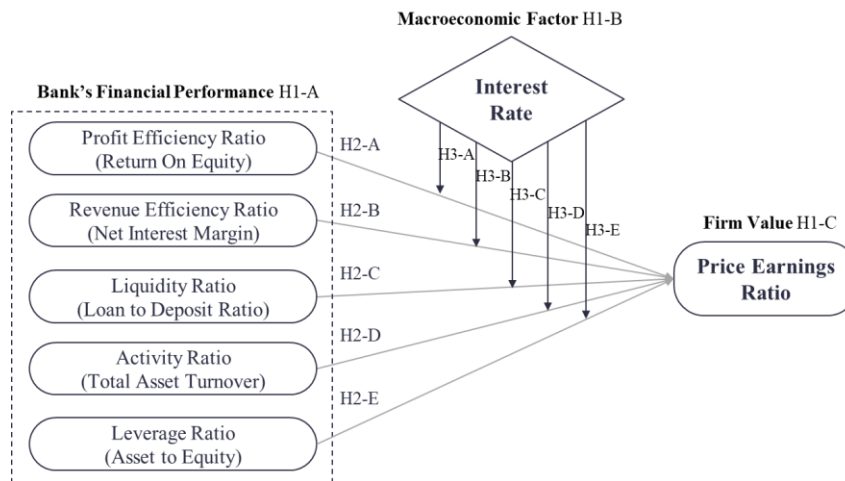 Macroeconomic Factor H1-B
Interest
Rate
Bank's Financial Performance H1-A
Profit Efficiency Ratio
(Return On Equity)
H2-A
Revenue Efficiency Ratio
(Net Interest Margin)
H2-B
Liquidity Ratio
(Loan to Deposit Ratio)
H2-C
Activity Ratio
(Total Asset Turnover)
H2-D
Leverage Ratio
(Asset to Equity)
H2-E
H3-A
H3-B
H3-C
H3-D
H3-E
Firm Value H1-C
Price Earnings
Ratio